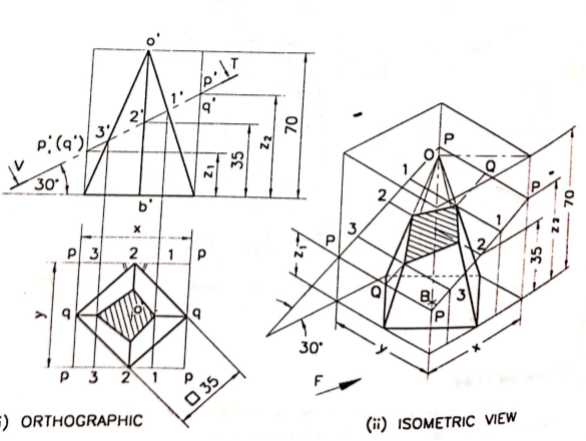 o'
T
p'
q'
1'
2'
3'
p'(q')
V
30°
z1
35
z2
70
b'
x
p 3 2 1 p
y
q
o
q
p 3 2 1 p
□ 35
i) ORTHOGRAPHIC
P
O
Q
1
P
2
1
3
2
P
z1
Q
B
P
3
35
z2
70
30°
y
x
F
(ii) ISOMETRIC VIEW